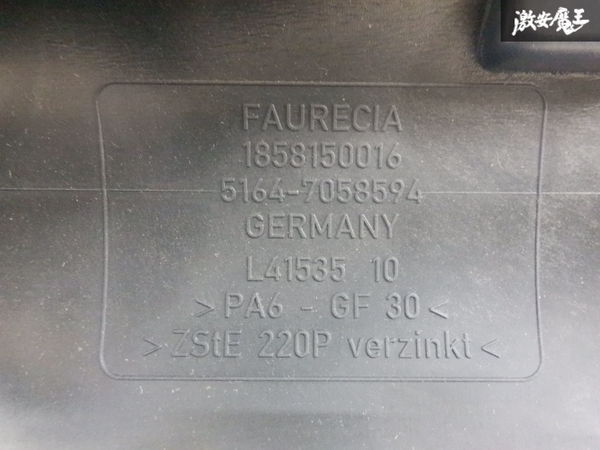 激安魔王
FAURECIA
1858150016
5164-7058594
GERMANY
L41535 10
>PA6 - GF 30<
>ZStE 220P verzinkt<